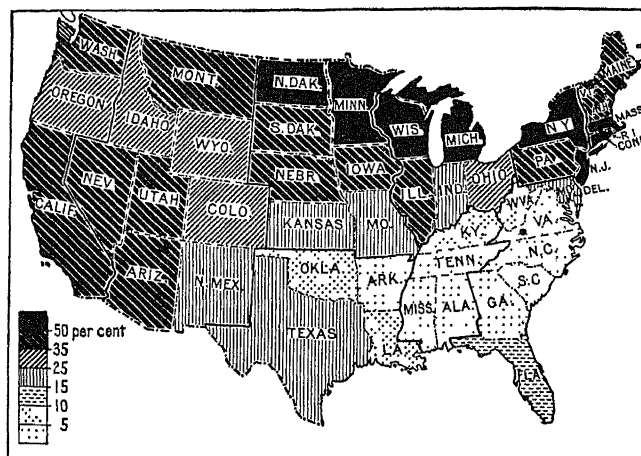 WASH.
MONT.
N.DAK.
MINN.
OREGON
IDAHO
WYO.
S.DAK.
WIS.
MICH.
N.Y.
MAINE
MASS.
R.I.
CONN.
NEV.
UTAH
COLO.
NEBR.
IOWA
ILL.
IND.
OHIO
PA.
N.J.
DEL.
CALIF.
ARIZ.
N.MEX.
KANSAS
MO.
KY.
W.VA.
VA.
OKLA.
ARK.
TENN.
N.C.
TEXAS
LA.
MISS.
ALA.
GA.
S.C.
FLA.
50 per cent
35
25
15
10
5